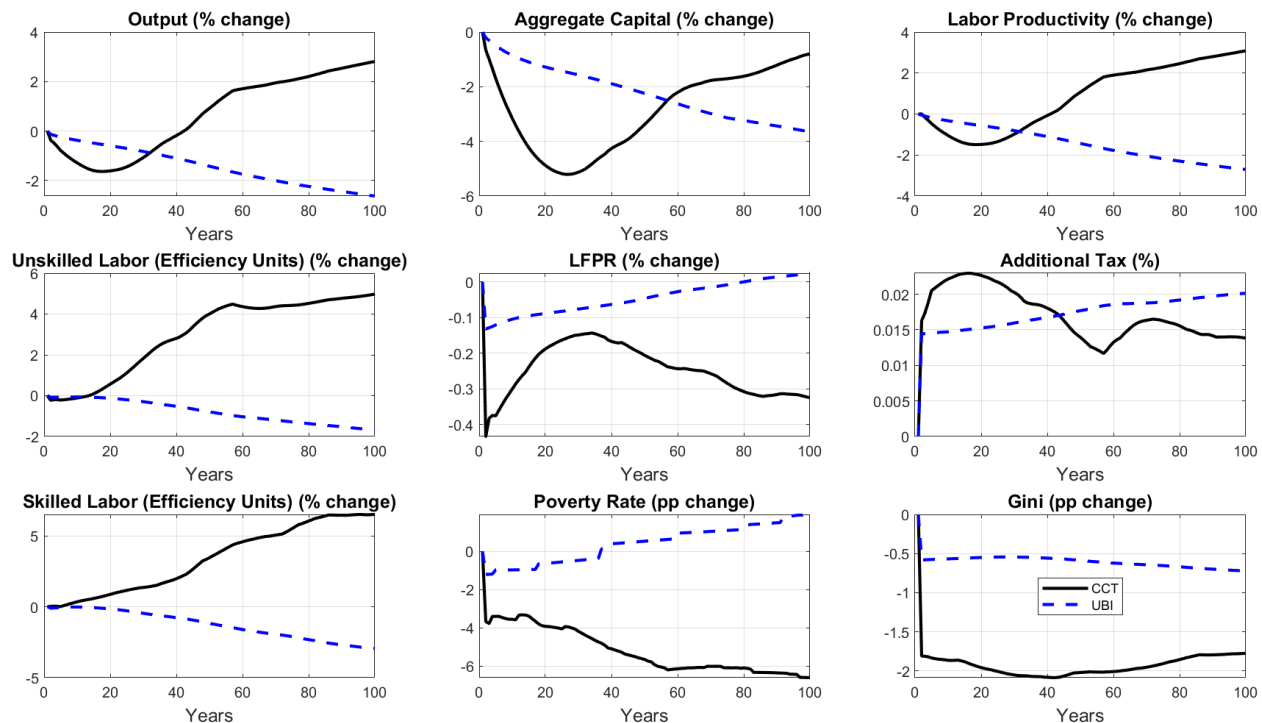 Output (% change)
4
2
0
-2
0 20 40 60 80 100
Years
Aggregate Capital (% change)
0
-2
-4
-6
0 20 40 60 80 100
Years
Labor Productivity (% change)
4
2
0
-2
-4
0 20 40 60 80 100
Years
Unskilled Labor (Efficiency Units) (% change)
6
4
2
0
-2
0 20 40 60 80 100
Years
LFPR (% change)
0
-0.1
-0.2
-0.3
-0.4
0 20 40 60 80 100
Years
Additional Tax (%)
0.02
0.015
0.01
0.005
0
0 20 40 60 80 100
Years
Skilled Labor (Efficiency Units) (% change)
5
0
-5
0 20 40 60 80 100
Years
Poverty Rate (pp change)
0
-2
-4
-6
0 20 40 60 80 100
Years
Gini (pp change)
0
-0.5
-1
-1.5
-2
CCT
UBI
0 20 40 60 80 100
Years